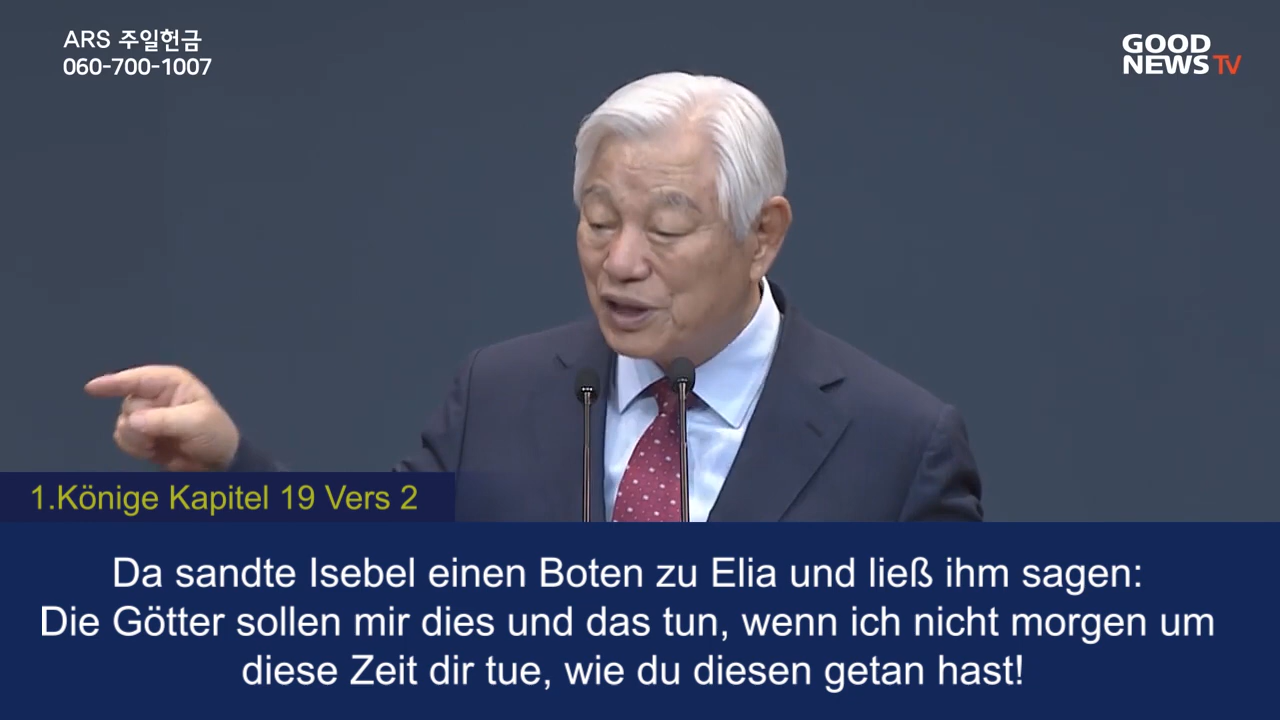 ARS 주일헌금
060-700-1007
GOOD
NEWS TV
1.Könige Kapitel 19 Vers 2
Da sandte Isebel einen Boten zu Elia und ließ ihm sagen:
Die Götter sollen mir dies und das tun, wenn ich nicht morgen um
diese Zeit dir tue, wie du diesen getan hast!